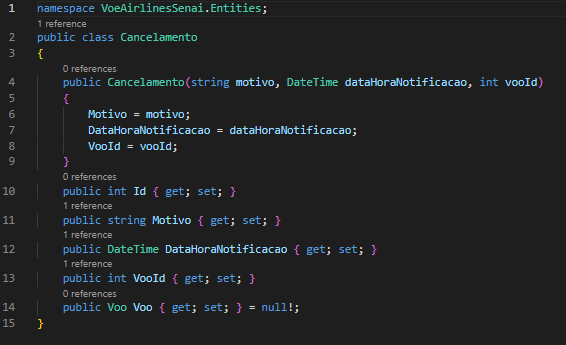 1 namespace VoeAirlinesSenai.Entities;
1 reference
2 public class Cancelamento
3 {
0 references
4 public Cancelamento(string motivo, DateTime dataHoraNotificacao, int vooId)
5 {
6 Motivo = motivo;
7 DataHoraNotificacao = dataHoraNotificacao;
8 VooId = vooId;
9 }
0 references
10 public int Id { get; set; }
1 reference
11 public string Motivo { get; set; }
1 reference
12 public DateTime DataHoraNotificacao { get; set; }
1 reference
13 public int VooId { get; set; }
0 references
14 public Voo Voo { get; set; } = null!;
15 }